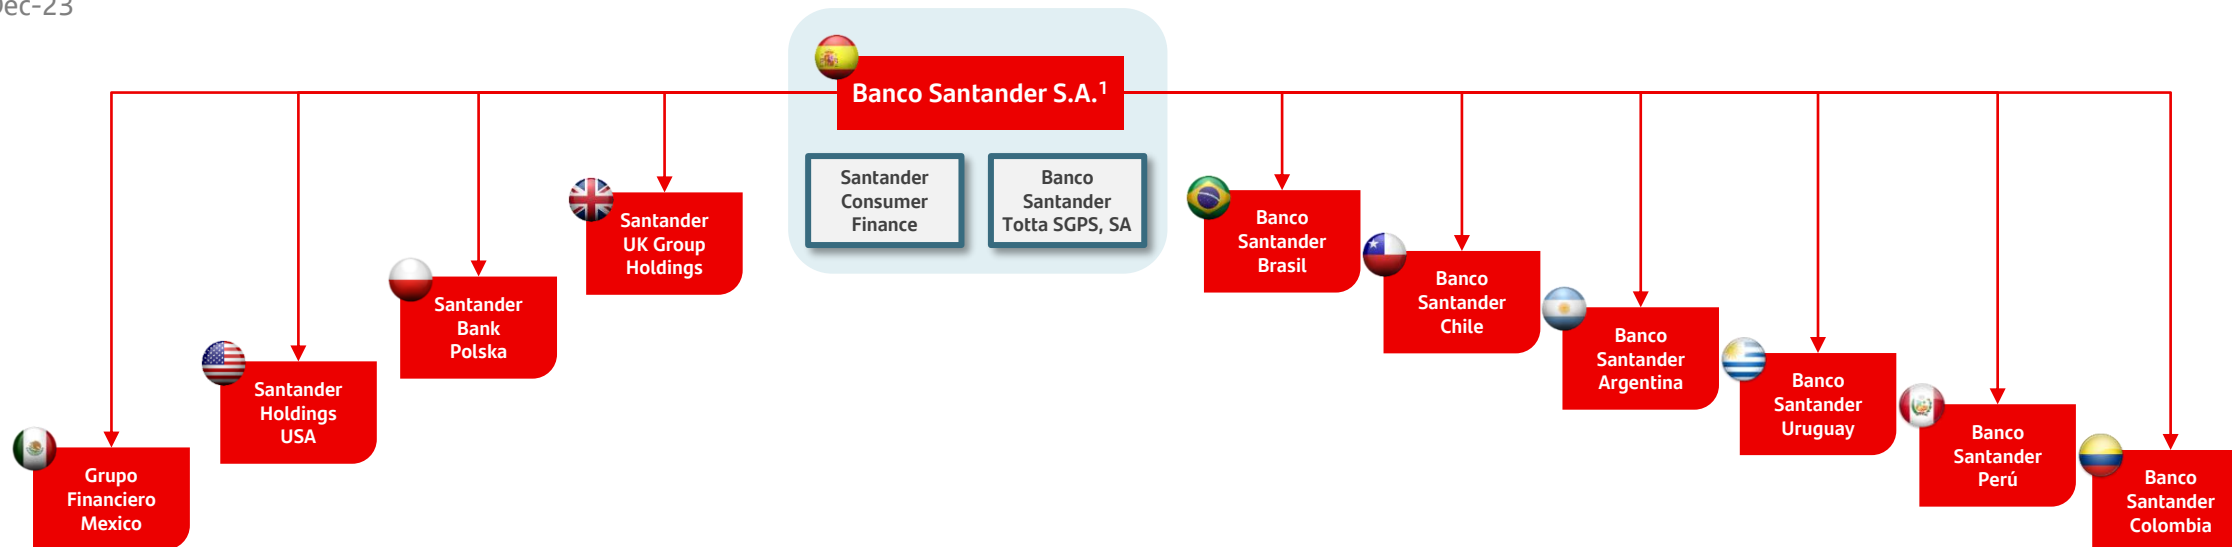 Dec-23
Banco Santander S.A.¹
Santander
Consumer
Finance
Banco
Santander
Totta SGPS, SA
Santander
UK Group
Holdings
Santander
Bank
Polska
Santander
Holdings
USA
Grupo
Financiero
Mexico
Banco
Santander
Brasil
Banco
Santander
Chile
Banco
Santander
Argentina
Banco
Santander
Uruguay
Banco
Santander
Perú
Banco
Santander
Colombia